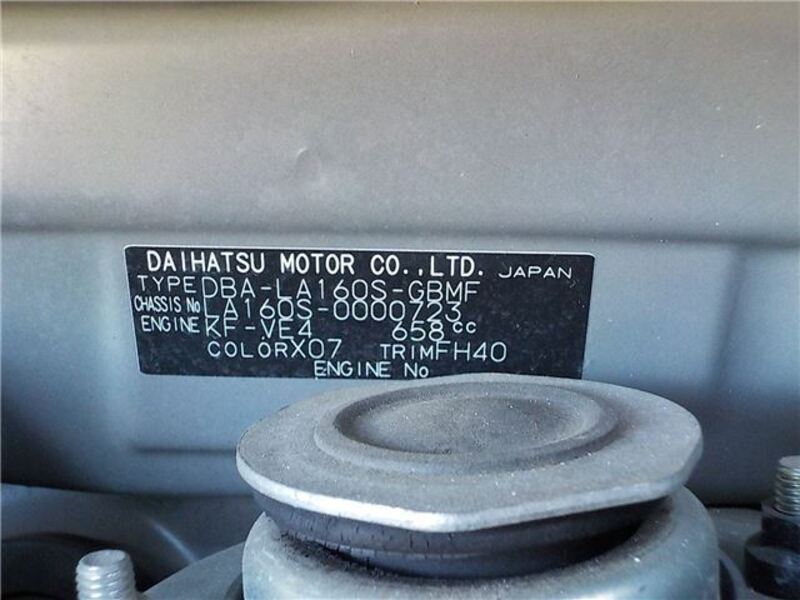 DAIHATSU MOTOR CO.,LTD. JAPAN
TYPE DBA-LA160S-GBMF
CHASSIS No LA160S-0000723
ENGINE KF-VE4 658cc
COLOR X07 TRIM FH40
ENGINE No